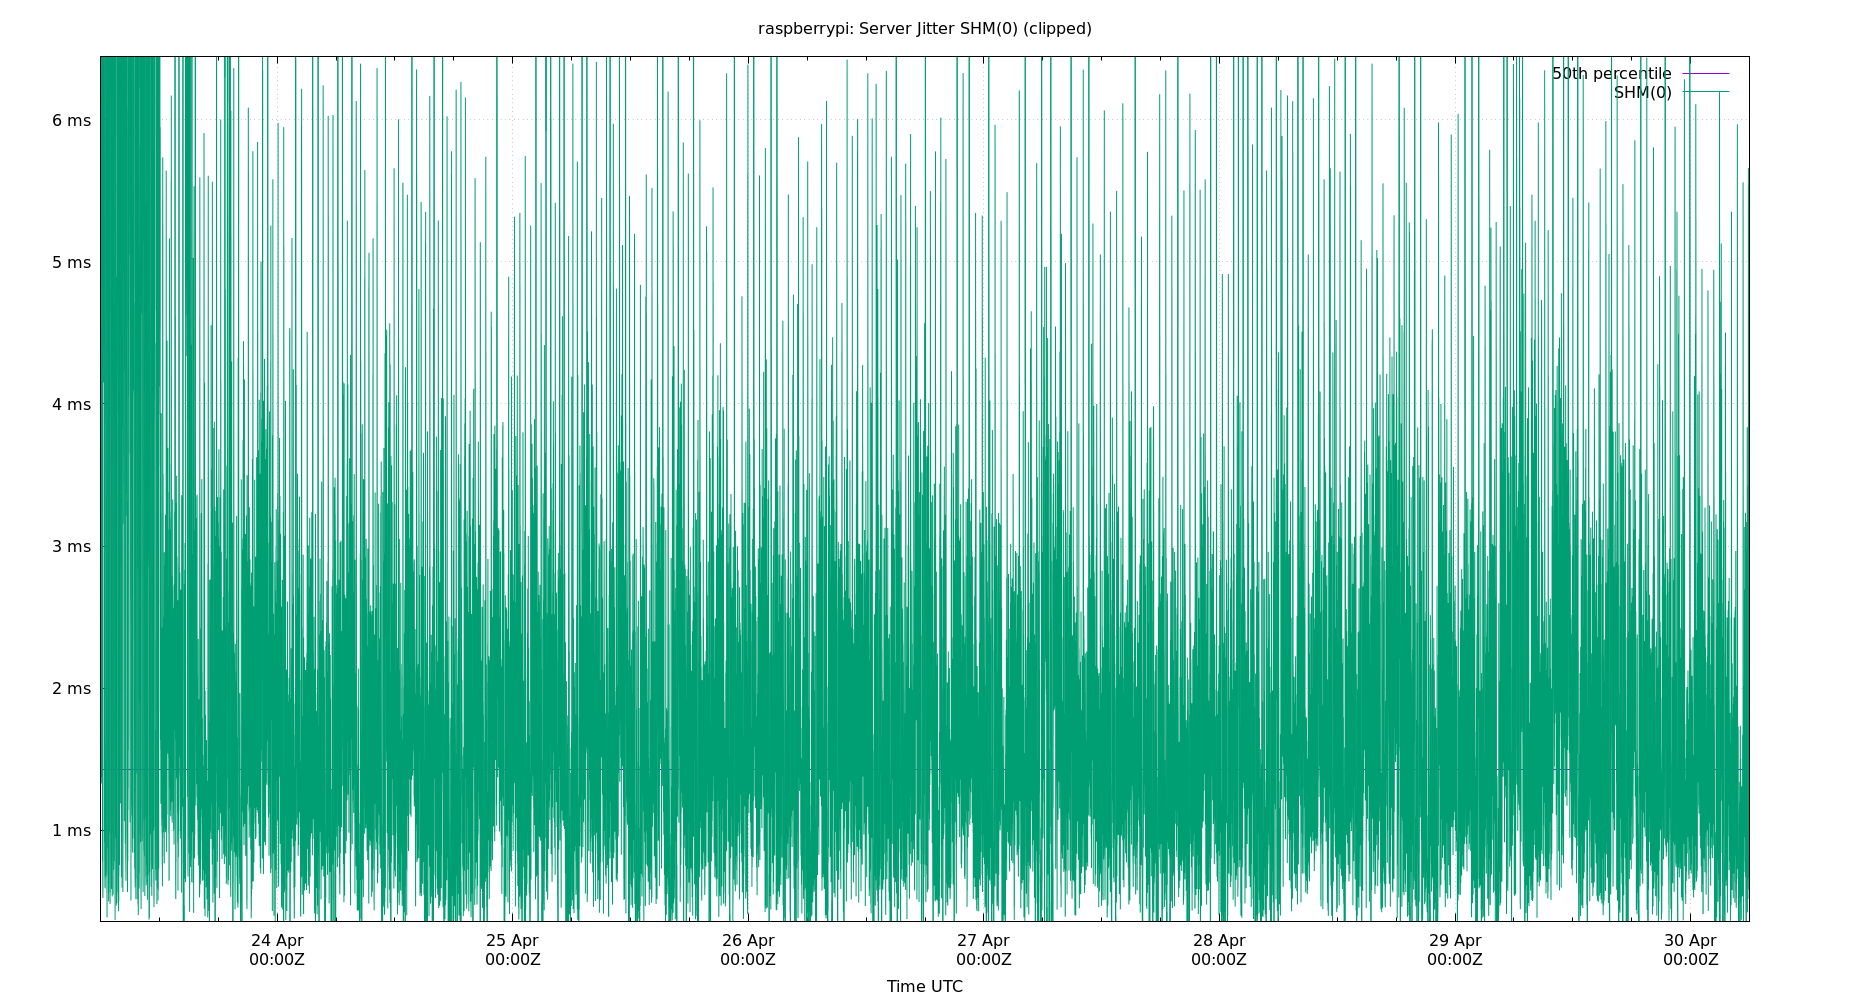 raspberrypi: Server Jitter SHM(0) (clipped)
50th percentile
SHM(0)
6 ms
5 ms
4 ms
3 ms
2 ms
1 ms
24 Apr 25 Apr 26 Apr 27 Apr 28 Apr 29 Apr 30 Apr
00:00Z 00:00Z 00:00Z 00:00Z 00:00Z 00:00Z 00:00Z
Time UTC